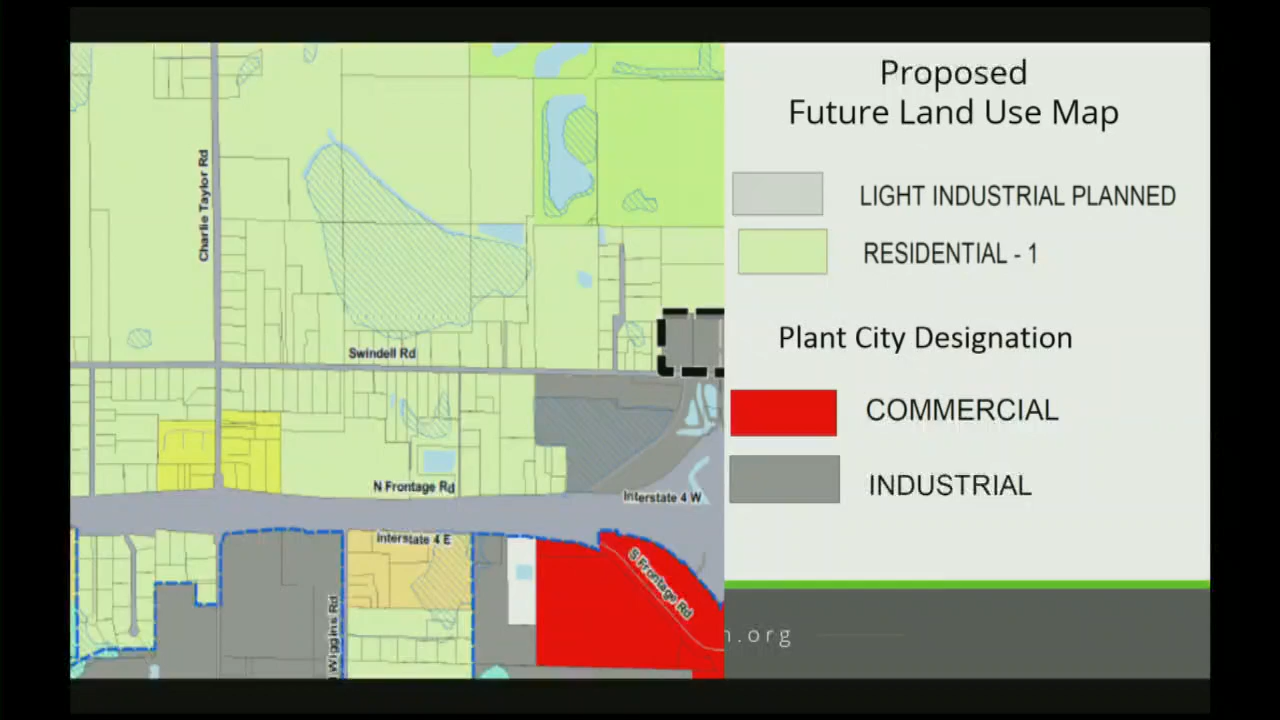 Proposed
Future Land Use Map
LIGHT INDUSTRIAL PLANNED
RESIDENTIAL - 1
Plant City Designation
COMMERCIAL
INDUSTRIAL
n.org
Charlie Taylor Rd
Swindell Rd
N Frontage Rd
Interstate 4 W
Interstate 4 E
S Frontage Rd
Wiggins Rd